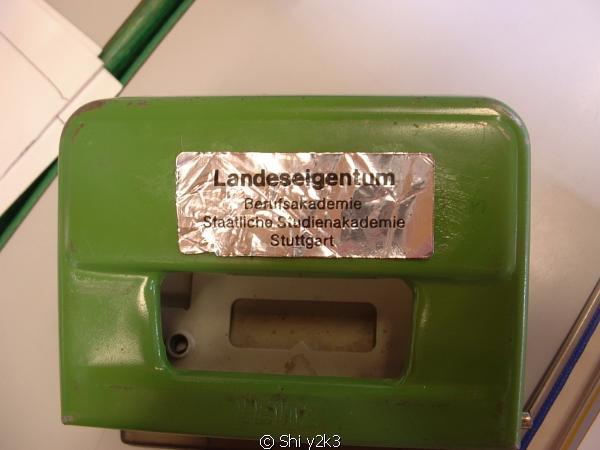 Landeseigentum
Berufsakademie
Staatliche Studienakademie
Stuttgart
© Shi y2k3